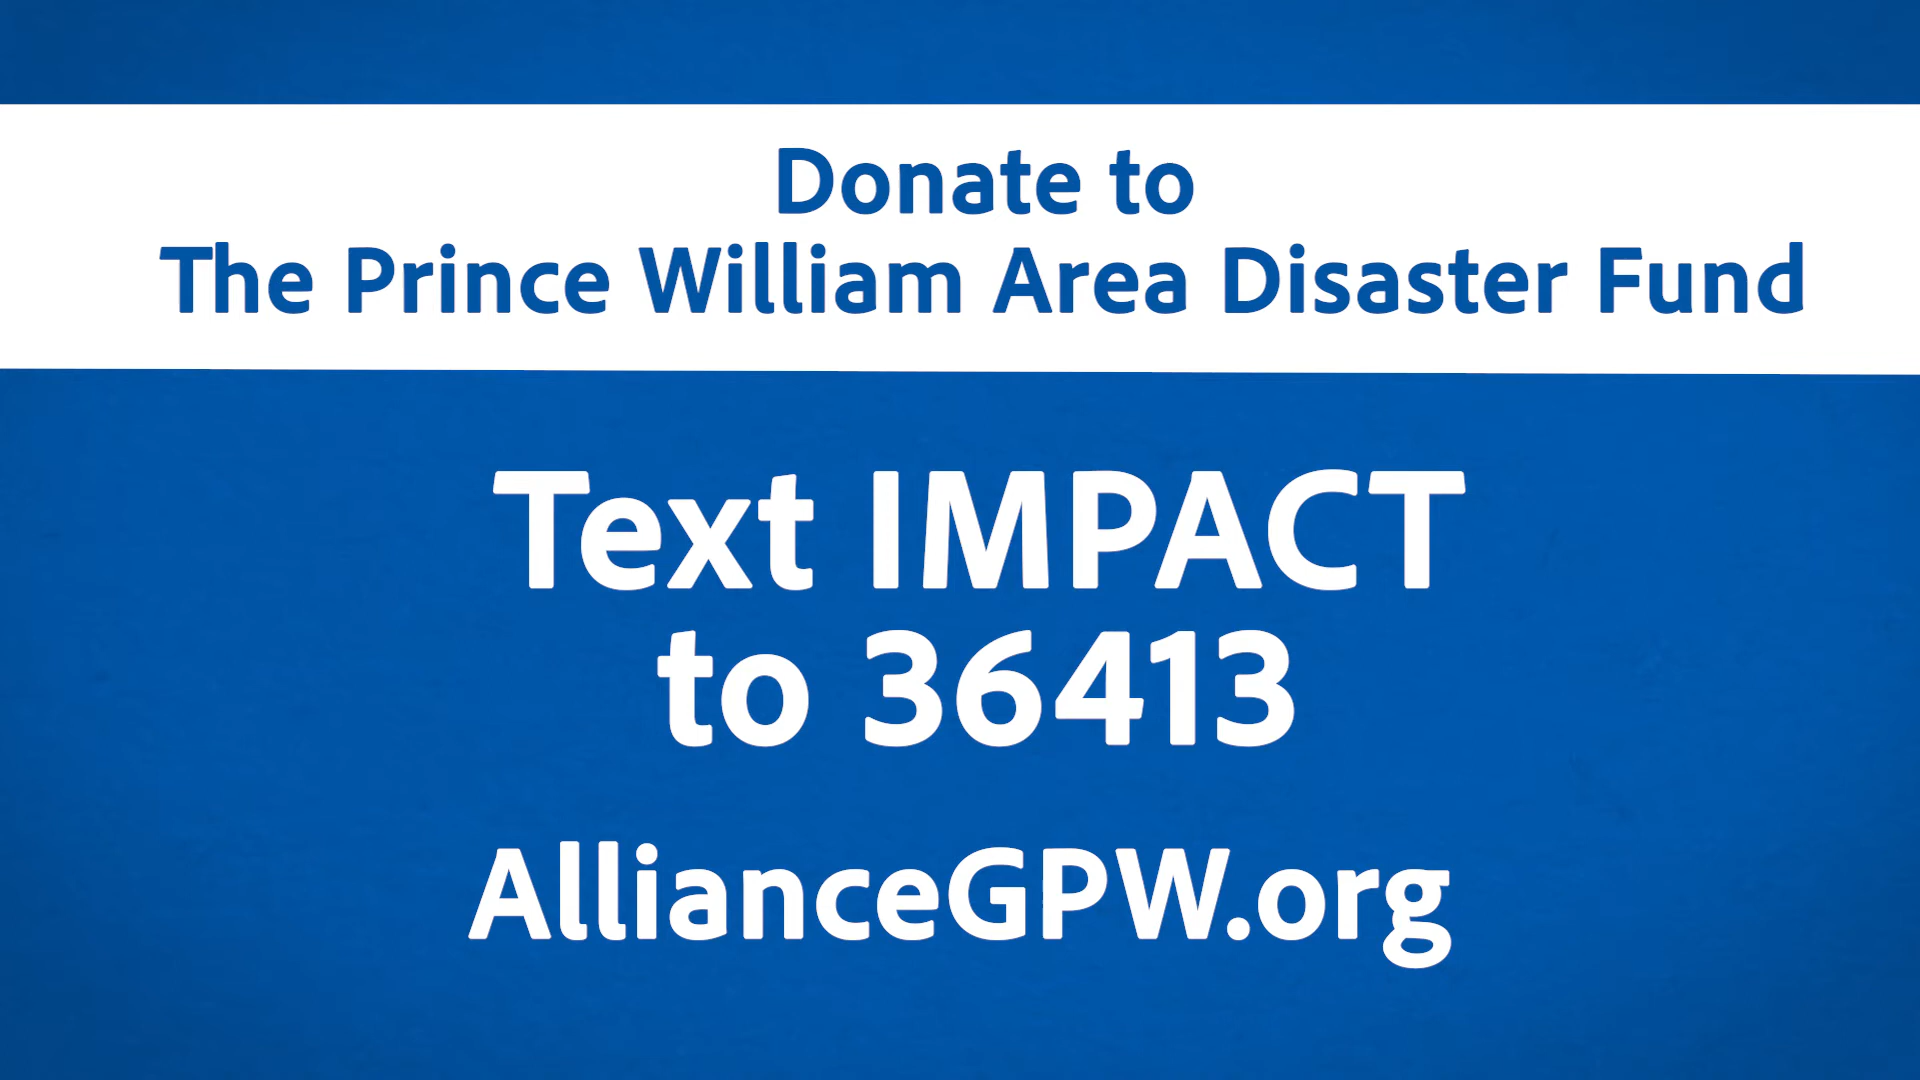 Donate to
The Prince William Area Disaster Fund
Text IMPACT
to 36413
AllianceGPW.org